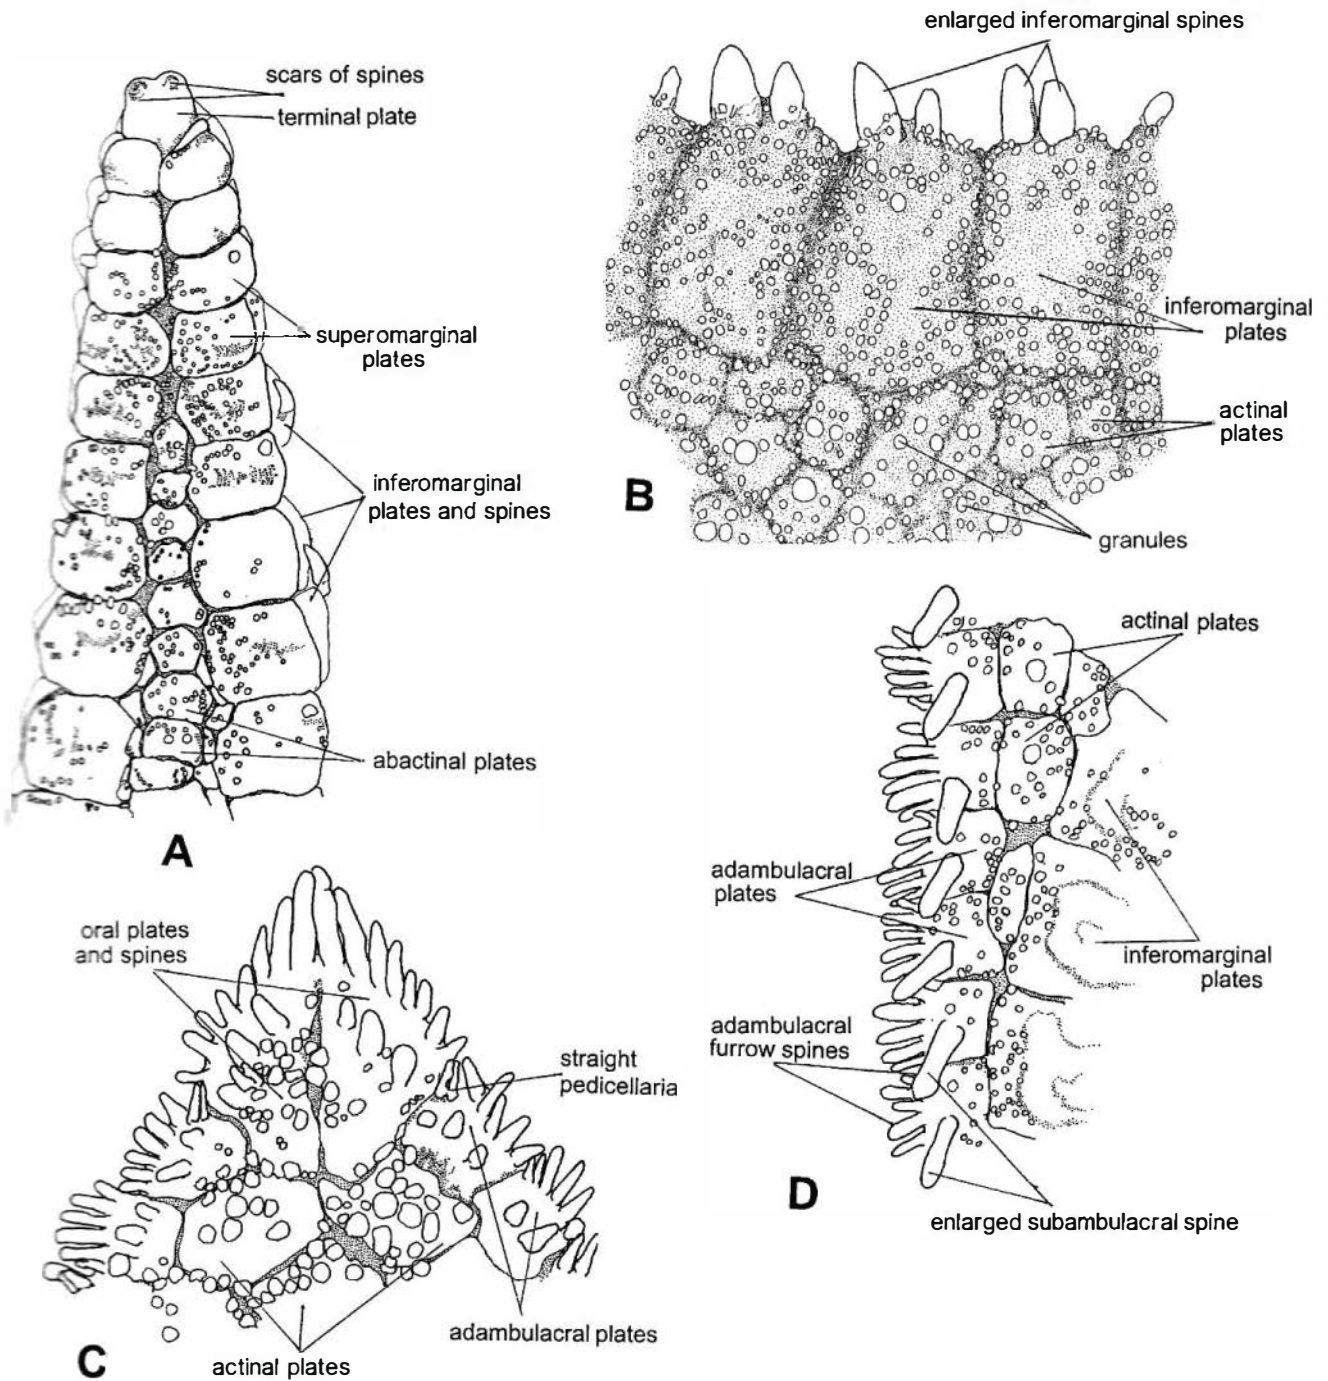 scars of spines
terminal plate
superomarginal
plates
inferomarginal
plates and spines
abactinal plates
A
enlarged inferomarginal spines
inferomarginal
plates
actinal
plates
granules
B
oral plates
and spines
straight
pedicellaria
adambulacral plates
actinal plates
C
actinal plates
adambulacral
plates
inferomarginal
plates
adambulacral
furrow spines
enlarged subambulacral spine
D